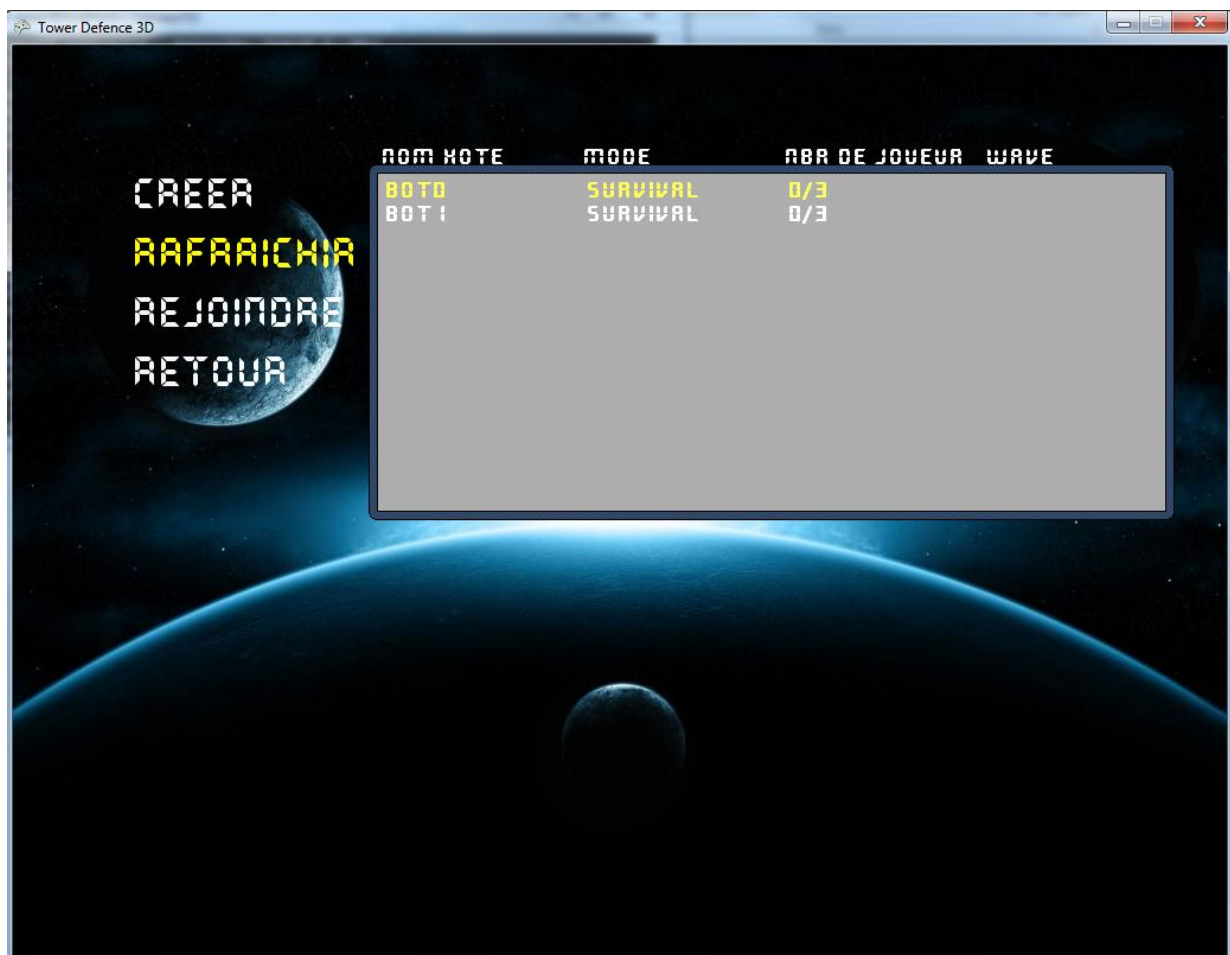 Tower Defence 3D
NOM HOTE MODE NBR DE JOUEUR WAVE
CREER
RAFRAICHIR
REJOINDRE
RETOUR
BOT0 SURVIVAL 0/3
BOT1 SURVIVAL 0/3